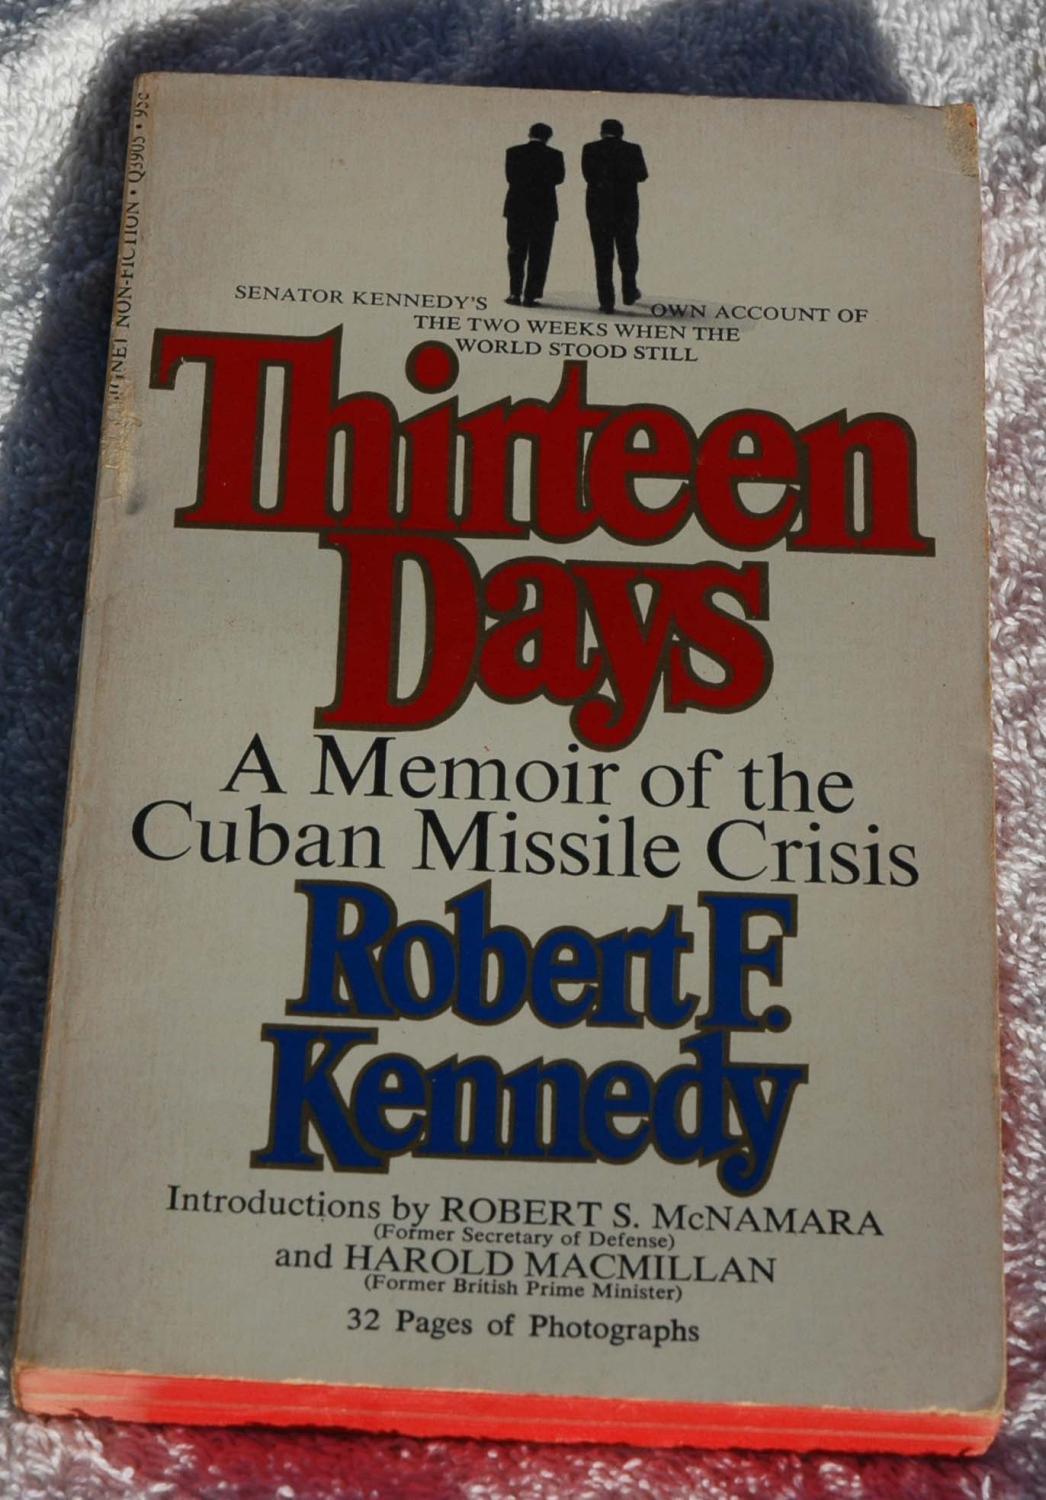 SIGNET NON-FICTION • Q3905 • 95c
SENATOR KENNEDY'S OWN ACCOUNT OF
THE TWO WEEKS WHEN THE
WORLD STOOD STILL
Thirteen
Days
A Memoir of the
Cuban Missile Crisis
Robert F.
Kennedy
Introductions by ROBERT S. McNAMARA
(Former Secretary of Defense)
and HAROLD MACMILLAN
(Former British Prime Minister)
32 Pages of Photographs